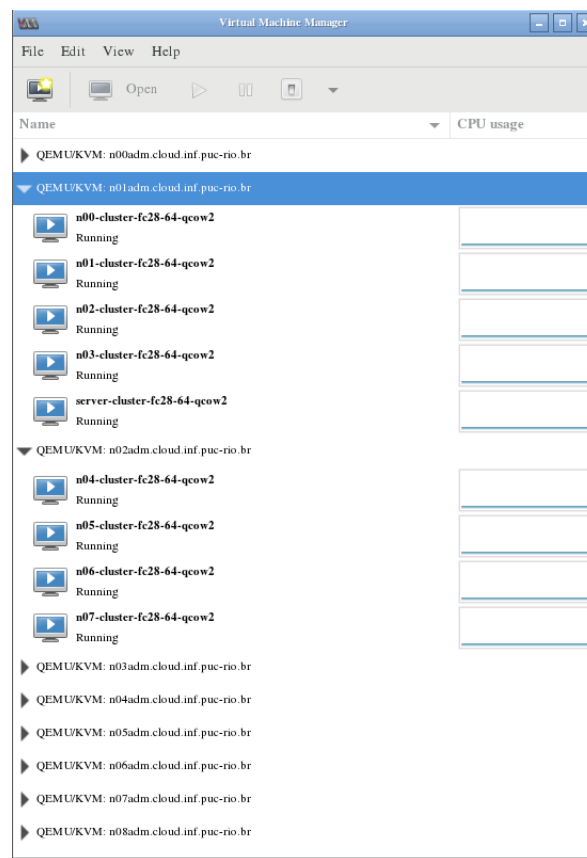 Virtual Machine Manager
File Edit View Help
Open
Name CPU usage
QEMU/KVM: n00adm.cloud.inf.puc-rio.br
QEMU/KVM: n01adm.cloud.inf.puc-rio.br
n00-cluster-fc28-64-qcow2
Running
n01-cluster-fc28-64-qcow2
Running
n02-cluster-fc28-64-qcow2
Running
n03-cluster-fc28-64-qcow2
Running
server-cluster-fc28-64-qcow2
Running
QEMU/KVM: n02adm.cloud.inf.puc-rio.br
n04-cluster-fc28-64-qcow2
Running
n05-cluster-fc28-64-qcow2
Running
n06-cluster-fc28-64-qcow2
Running
n07-cluster-fc28-64-qcow2
Running
QEMU/KVM: n03adm.cloud.inf.puc-rio.br
QEMU/KVM: n04adm.cloud.inf.puc-rio.br
QEMU/KVM: n05adm.cloud.inf.puc-rio.br
QEMU/KVM: n06adm.cloud.inf.puc-rio.br
QEMU/KVM: n07adm.cloud.inf.puc-rio.br
QEMU/KVM: n08adm.cloud.inf.puc-rio.br